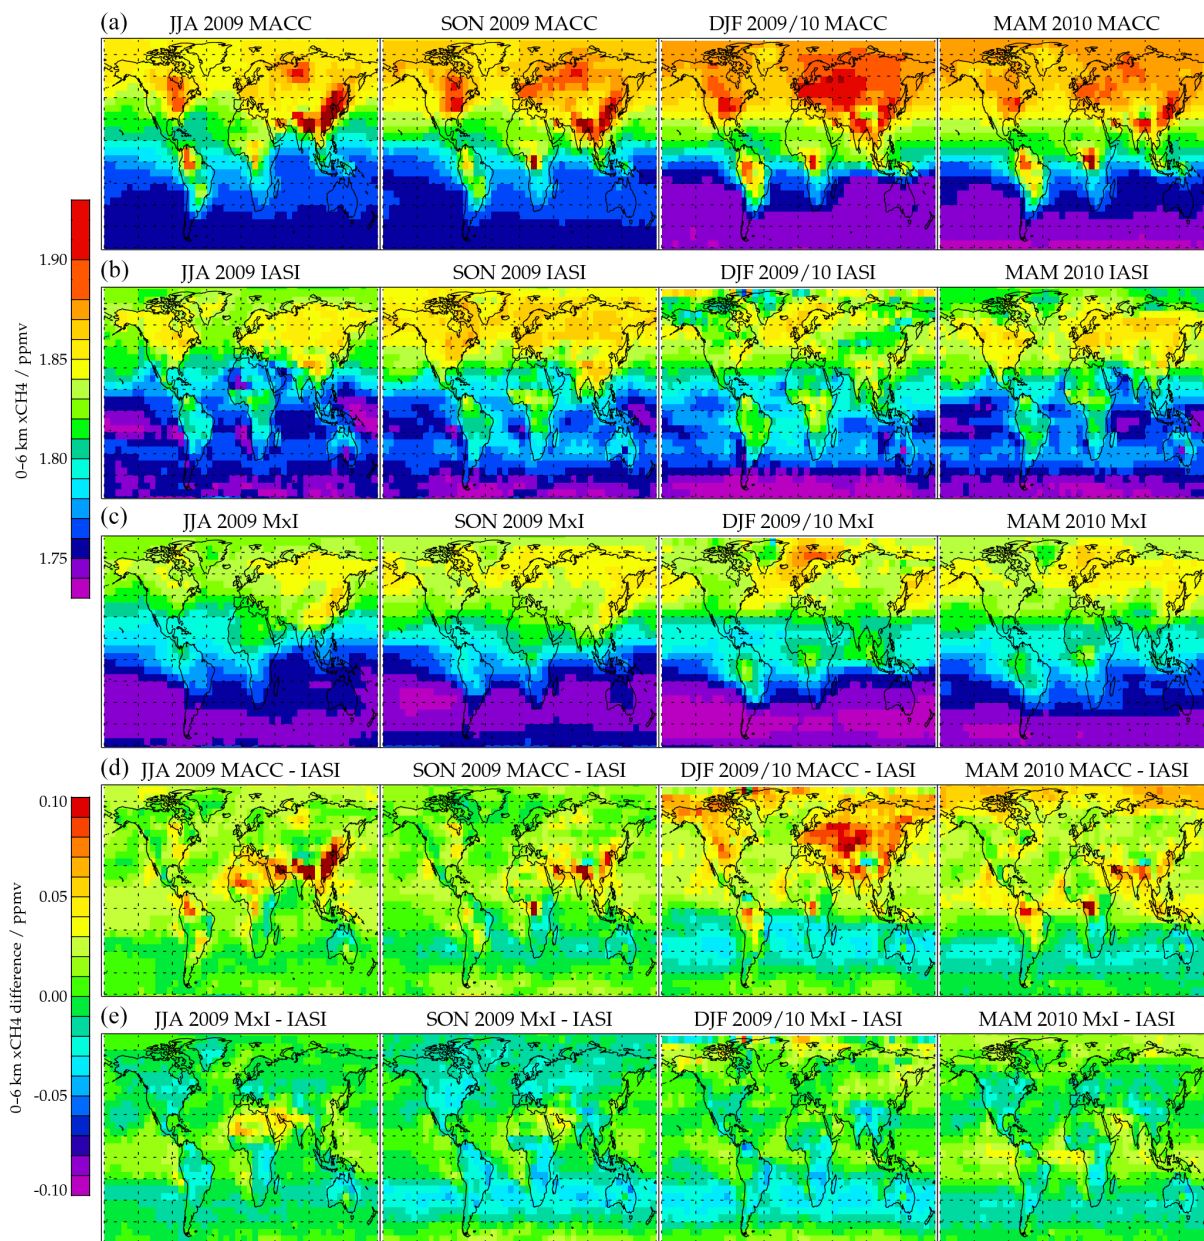 (a) JJA 2009 MACC SON 2009 MACC DJF 2009/10 MACC MAM 2010 MACC
(b) JJA 2009 IASI SON 2009 IASI DJF 2009/10 IASI MAM 2010 IASI
1.90
1.85
1.80
1.75
0-6 km xCH4 / ppmv
(c) JJA 2009 MxI SON 2009 MxI DJF 2009/10 MxI MAM 2010 MxI
(d) JJA 2009 MACC - IASI SON 2009 MACC - IASI DJF 2009/10 MACC - IASI MAM 2010 MACC - IASI
0.10
0.05
0.00
-0.05
-0.10
0-6 km xCH4 difference / ppmv
(e) JJA 2009 MxI - IASI SON 2009 MxI - IASI DJF 2009/10 MxI - IASI MAM 2010 MxI - IASI